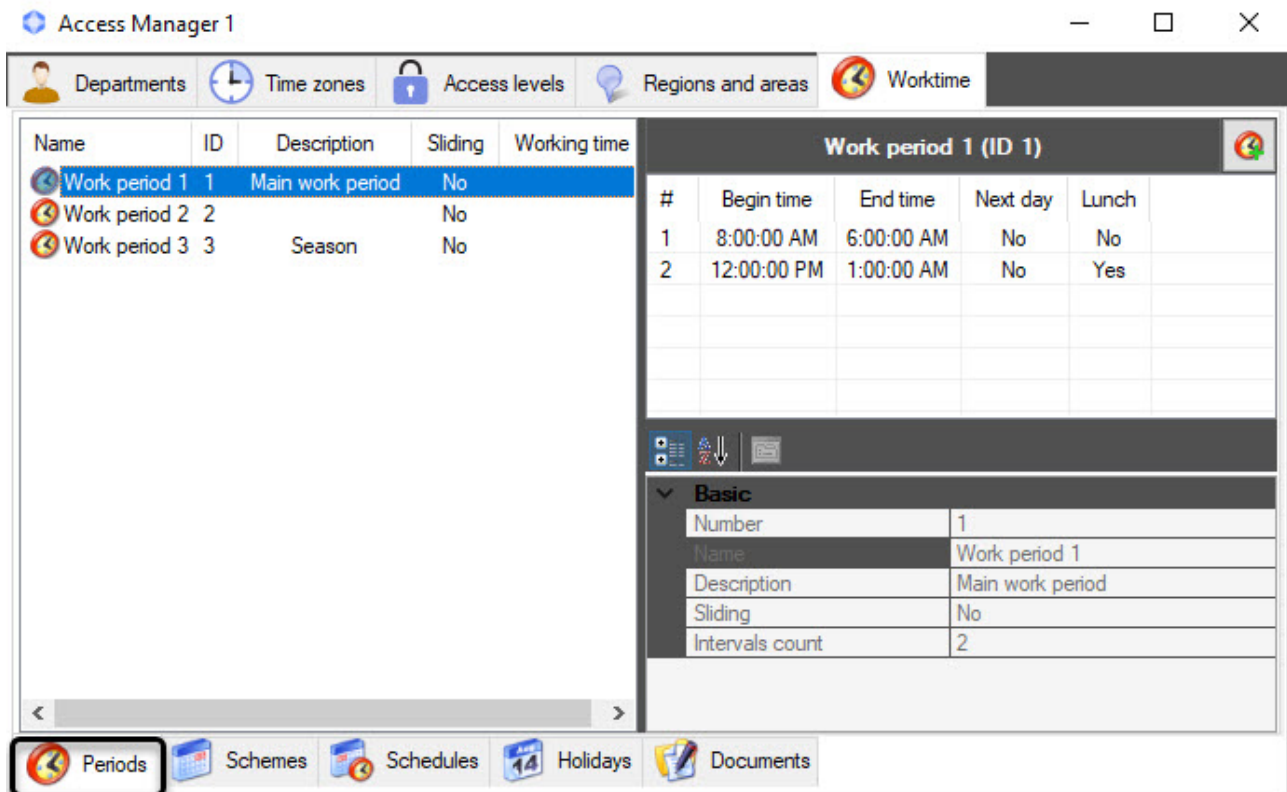 Access Manager 1
Departments Time zones Access levels Regions and areas Worktime
Name ID Description Sliding Working time
Work period 1 1 Main work period No
Work period 2 2 No
Work period 3 3 Season No
Work period 1 (ID 1)
# Begin time End time Next day Lunch
1 8:00:00 AM 6:00:00 AM No No
2 12:00:00 PM 1:00:00 AM No Yes
Basic
Number 1
Name Work period 1
Description Main work period
Sliding No
Intervals count 2
Periods Schemes Schedules 14 Holidays Documents